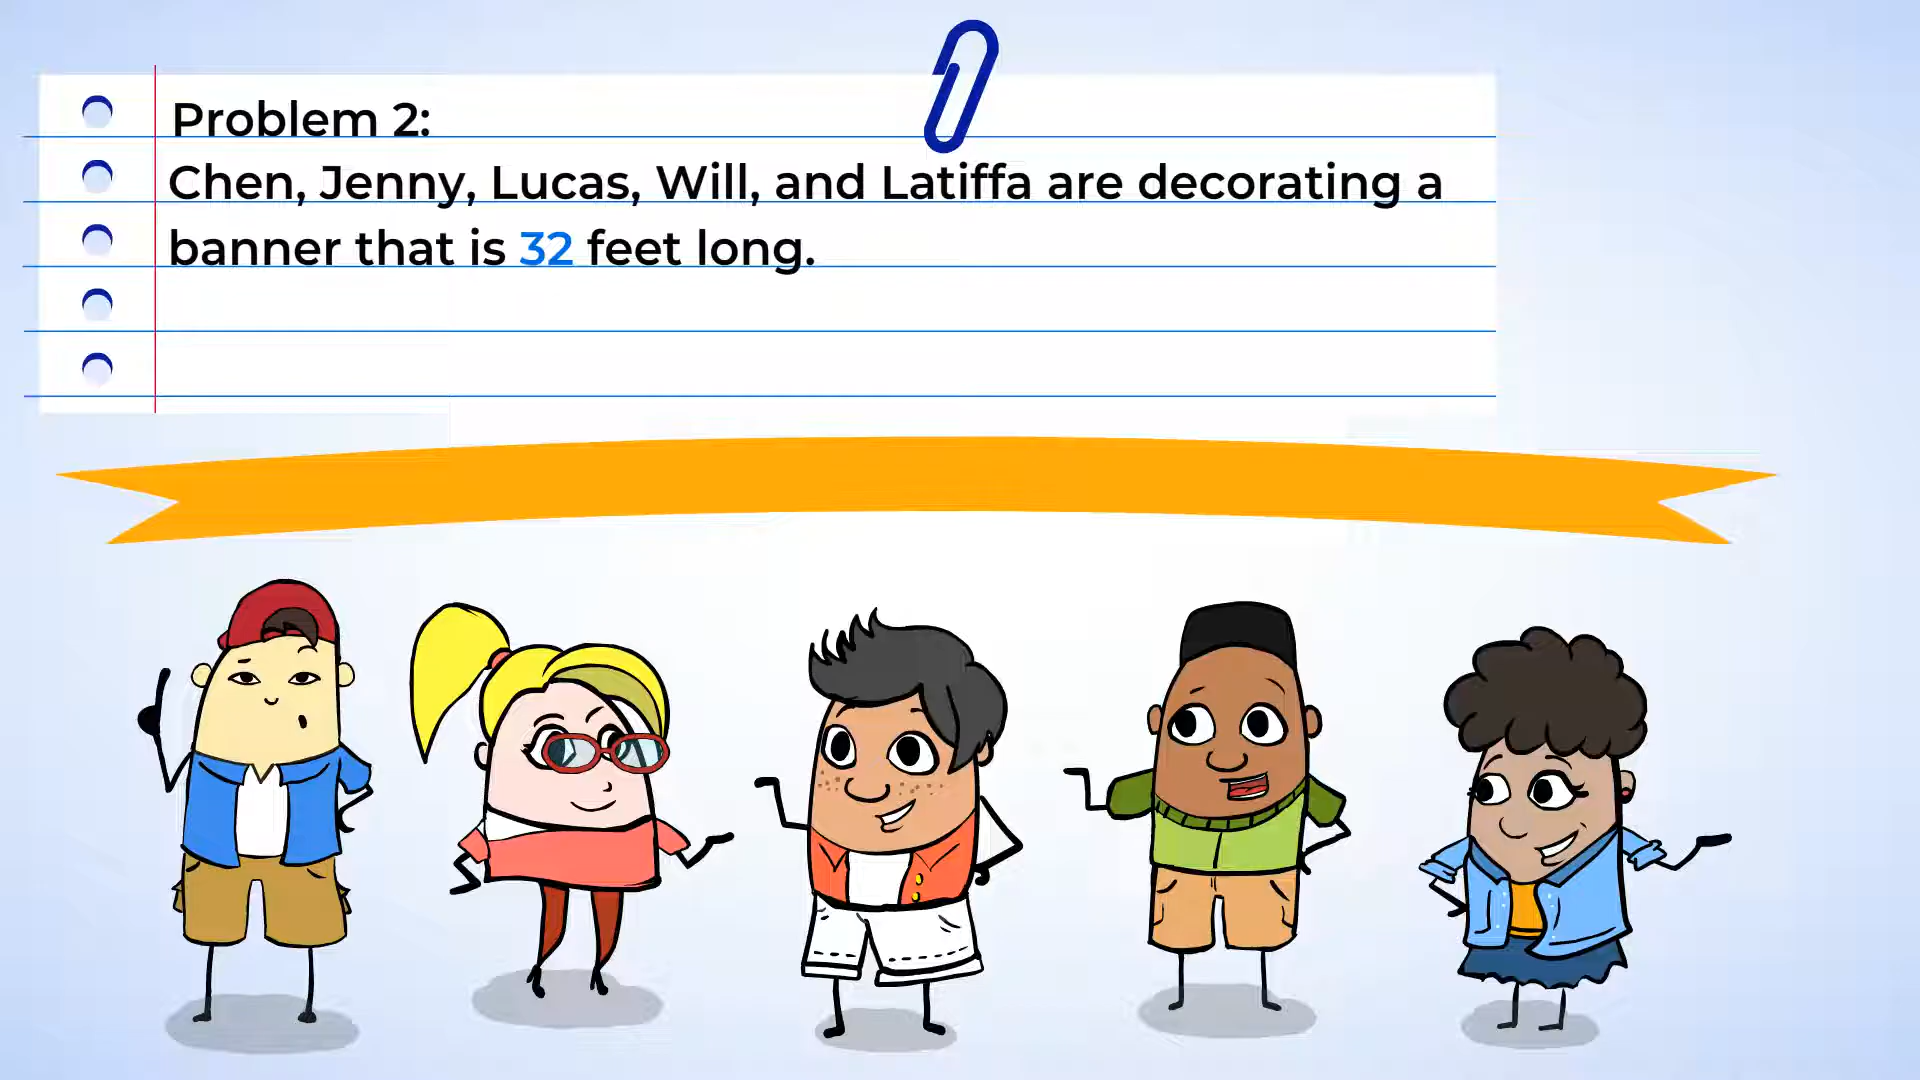 Problem 2:
Chen, Jenny, Lucas, Will, and Latiffa are decorating a
banner that is 32 feet long.